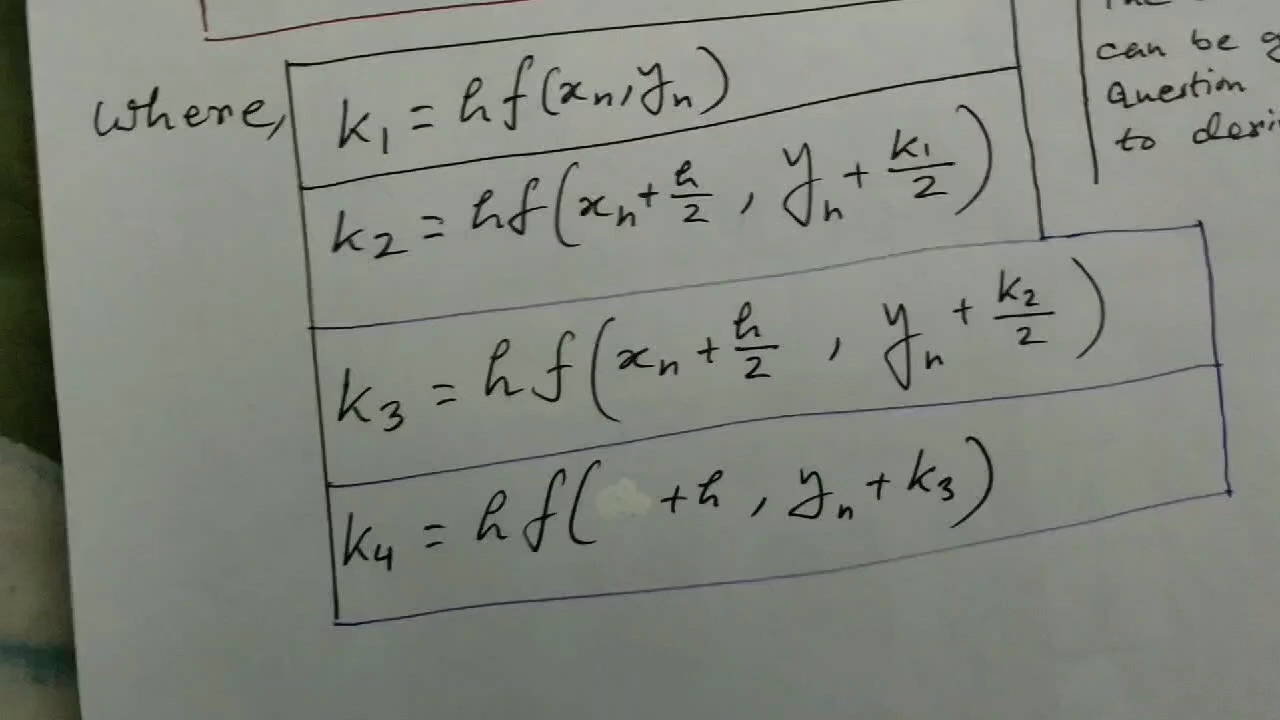 where,
k₁ = hf(xₙ, yₙ)
k₂ = hf(xₙ + h/2, yₙ + k₁/2)
k₃ = hf(xₙ + h/2, yₙ + k₂/2)
k₄ = hf( + h, yₙ + k₃)
can be
Question
to